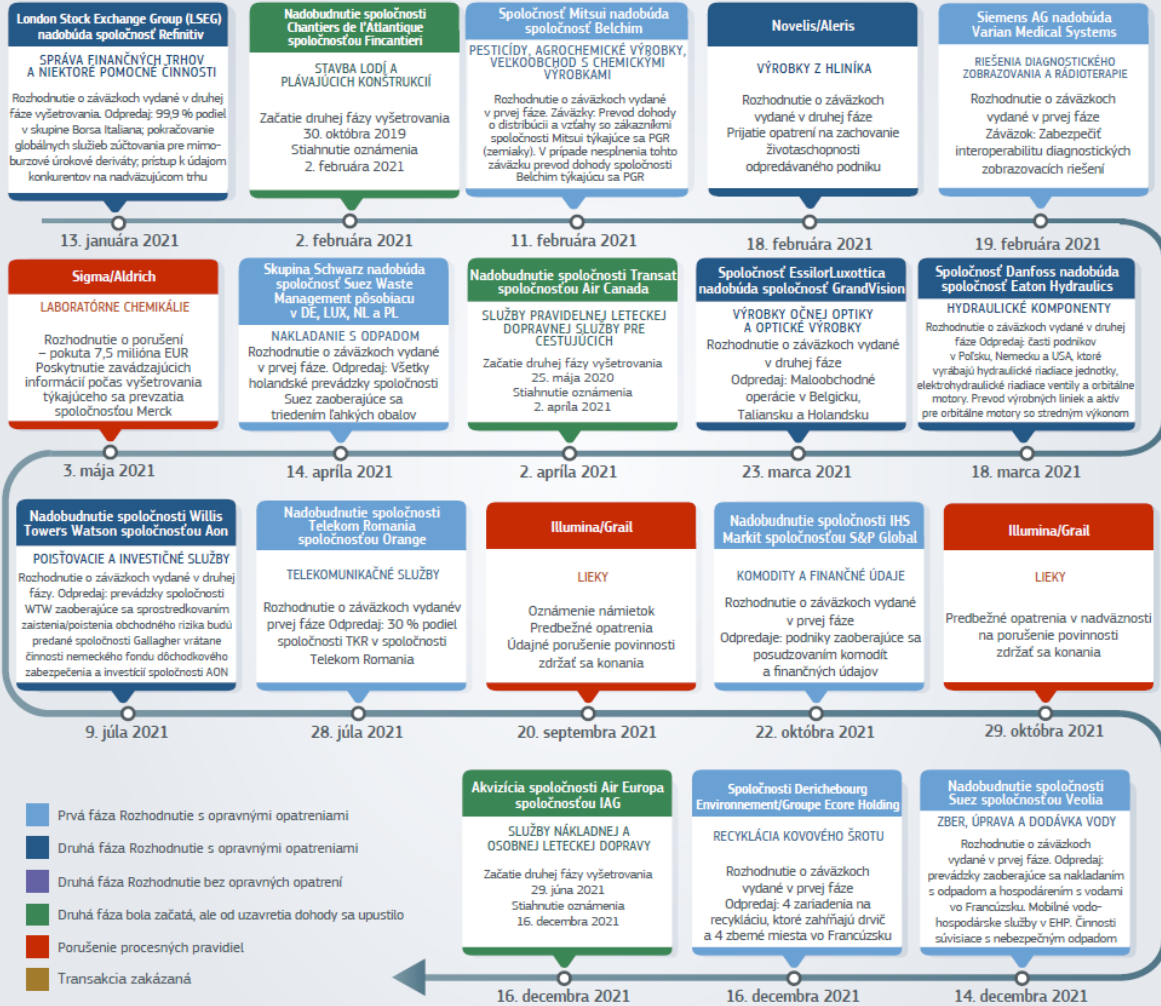 London Stock Exchange Group (LSEG)
nadobúda spoločnosť Refinitiv
SPRÁVA FINANČNÝCH TRHOV
A NIEKTORÉ POMOCNÉ ČINNOSTI
Rozhodnutie o záväzkoch vydané v druhej
fáze vyšetrovania. Odpredaj: 99,9 % podiel
v skupine Borsa Italiana; pokračovanie
globálnych služieb zúčtovania pre mimo-
burzové úrokové deriváty; prístup k údajom
konkurentov na nadväzujúcom trhu
13. januára 2021
Nadobudnutie spoločnosti
Chantiers de l'Atlantique
spoločnosťou Fincantieri
STAVBA LODÍ A
PLÁVAJÚCICH KONŠTRUKCIÍ
Začatie druhej fázy vyšetrovania
30. októbra 2019
Stiahnutie oznámenia
2. februára 2021
2. februára 2021
Spoločnosť Mitsui nadobúda
spoločnosť Belchim
PESTICÍDY, AGROCHEMICKÉ VÝROBKY,
VEĽKOOBCHOD S CHEMICKÝMI
VÝROBKAMI
Rozhodnutie o záväzkoch vydané
v prvej fáze. Záväzky: Prevod dohody
o distribúcii a vzťahy so zákazníkmi
spoločnosti Mitsui týkajúce sa PGR
(zemiaky). V prípade nesplnenia tohto
záväzku prevod dohody spoločnosti
Belchim týkajúcu sa PGR
11. februára 2021
Novelis/Aleris
VÝROBKY Z HLINÍKA
Rozhodnutie o záväzkoch
vydané v druhej fáze
Prijatie opatrení na zachovanie
životaschopnosti
odpredávaného podniku
18. februára 2021
Siemens AG nadobúda
Varian Medical Systems
RIEŠENIA DIAGNOSTICKÉHO
ZOBRAZOVANIA A RÁDIOTERAPIE
Rozhodnutie o záväzkoch
vydané v prvej fáze
Záväzok: Zabezpečiť
interoperabilitu diagnostických
zobrazovacích riešení
19. februára 2021
Sigma/Aldrich
LABORATÓRNE CHEMIKÁLIE
Rozhodnutie o porušení
– pokuta 7,5 milióna EUR
Poskytnutie zavádzajúcich
informácií počas vyšetrovania
týkajúceho sa prevzatia
spoločnosťou Merck
3. mája 2021
Skupina Schwarz nadobúda
spoločnosť Suez Waste
Management pôsobiacu
v DE, LUX, NL a PL
NAKLADANIE S ODPADOM
Rozhodnutie o záväzkoch vydané
v prvej fáze. Odpredaj: Všetky
holandské prevádzky spoločnosti
Suez zaoberajúce sa
triedením ľahkých obalov
14. apríla 2021
Nadobudnutie spoločnosti Transat
spoločnosťou Air Canada
SLUŽBY PRAVIDELNEJ LETECKEJ
DOPRAVNEJ SLUŽBY PRE
CESTUJÚCICH
Začatie druhej fázy vyšetrovania
25. mája 2020
Stiahnutie oznámenia
2. apríla 2021
2. apríla 2021
Spoločnosť EssilorLuxottica
nadobúda spoločnosť GrandVision
VÝROBKY OČNEJ OPTIKY
A OPTICKÉ VÝROBKY
Rozhodnutie o záväzkoch vydané
v druhej fáze
Odpredaj: Maloobchodné
operácie v Belgicku,
Taliansku a Holandsku
23. marca 2021
Spoločnosť Danfoss nadobúda
spoločnosť Eaton Hydraulics
HYDRAULICKÉ KOMPONENTY
Rozhodnutie o záväzkoch vydané v druhej
fáze Odpredaj: časti podnikov
v Poľsku, Nemecku a USA, ktoré
vyrábajú hydraulické riadiace jednotky,
elektrohydraulické riadiace ventily a orbitálne
motory. Prevod výrobných liniek a aktív
pre orbitálne motory so stredným výkonom
18. marca 2021
Nadobudnutie spoločnosti Willis
Towers Watson spoločnosťou Aon
POISŤOVACIE A INVESTIČNÉ SLUŽBY
Rozhodnutie o záväzkoch vydané v druhej
fázy. Odpredaj: prevádzky spoločnosti
WTW zaoberajúce sa sprostredkovaním
zaistenia/poistenia obchodného rizika budú
predané spoločnosti Gallagher vrátane
činnosti nemeckého fondu dôchodkového
zabezpečenia a investícií spoločnosti AON
9. júla 2021
Nadobudnutie spoločnosti
Telekom Romania
spoločnosťou Orange
TELEKOMUNIKAČNÉ SLUŽBY
Rozhodnutie o záväzkoch vydanév
prvej fáze Odpredaj: 30 % podiel
spoločnosti TKR v spoločnosti
Telekom Romania
28. júla 2021
Illumina/Grail
LIEKY
Oznámenie námietok
Predbežné opatrenia
Údajné porušenie povinnosti
zdržať sa konania
20. septembra 2021
Nadobudnutie spoločnosti IHS
Markit spoločnosťou S&P Global
KOMODITY A FINANČNÉ ÚDAJE
Rozhodnutie o záväzkoch vydané
v prvej fáze
Odpredaje: podniky zaoberajúce sa
posudzovaním komodít
a finančných údajov
22. októbra 2021
Illumina/Grail
LIEKY
Predbežné opatrenia v nadväznosti
na porušenie povinnosti
zdržať sa konania
29. októbra 2021
Akvizícia spoločnosti Air Europa
spoločnosťou IAG
SLUŽBY NÁKLADNEJ A
OSOBNEJ LETECKEJ DOPRAVY
Začatie druhej fázy vyšetrovania
29. júna 2021
Stiahnutie oznámenia
16. decembra 2021
16. decembra 2021
Spoločnosti Derichebourg
Environnement/Groupe Ecore Holding
RECYKLÁCIA KOVOVÉHO ŠROTU
Rozhodnutie o záväzkoch
vydané v prvej fáze
Odpredaj: 4 zariadenia na
recykláciu, ktoré zahŕňajú drvič
a 4 zberné miesta vo Francúzsku
16. decembra 2021
Nadobudnutie spoločnosti
Suez spoločnosťou Veolia
ZBER, ÚPRAVA A DODÁVKA VODY
Rozhodnutie o záväzkoch
vydané v prvej fáze. Odpredaj:
prevádzky zaoberajúce sa nakladaním
s odpadom a hospodárením s vodami
vo Francúzsku. Mobilné vodo-
hospodárske služby v EHP. Činnosti
súvisiace s nebezpečným odpadom
14. decembra 2021
Prvá fáza Rozhodnutie s opravnými opatreniami
Druhá fáza Rozhodnutie s opravnými opatreniami
Druhá fáza Rozhodnutie bez opravných opatrení
Druhá fáza bola začatá, ale od uzavretia dohody sa upustilo
Porušenie procesných pravidiel
Transakcia zakázaná